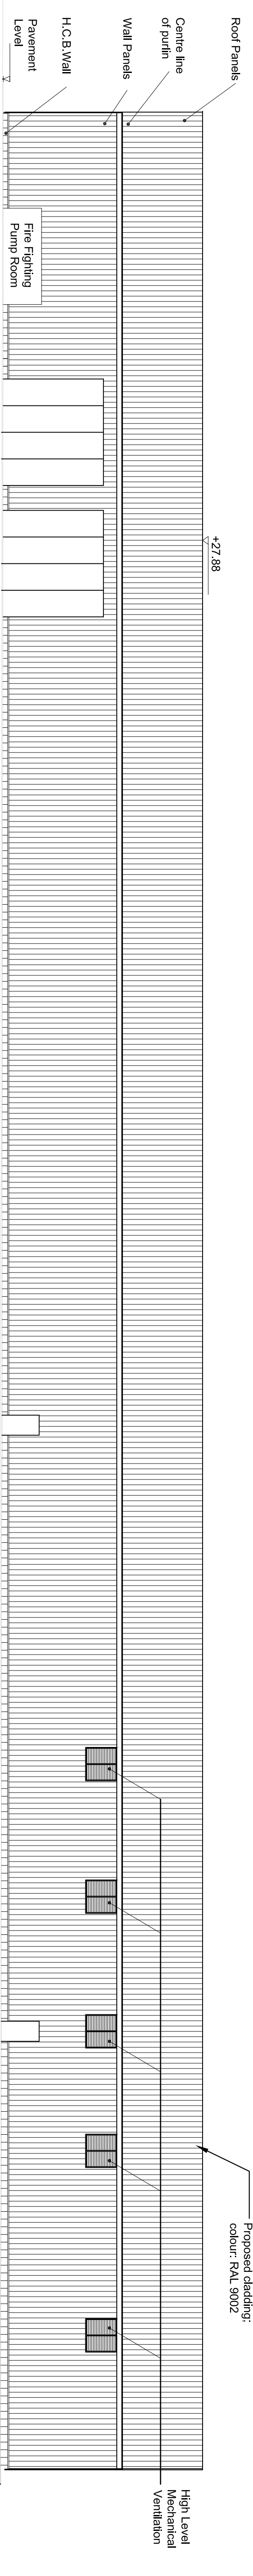 Roof Panels
Centre line
of purlin
Wall Panels
H.C.B.Wall
Pavement
Level
Fire Fighting
Pump Room
+27.88
Proposed cladding;
colour: RAL 9002
High Level
Mechanical
Ventilation